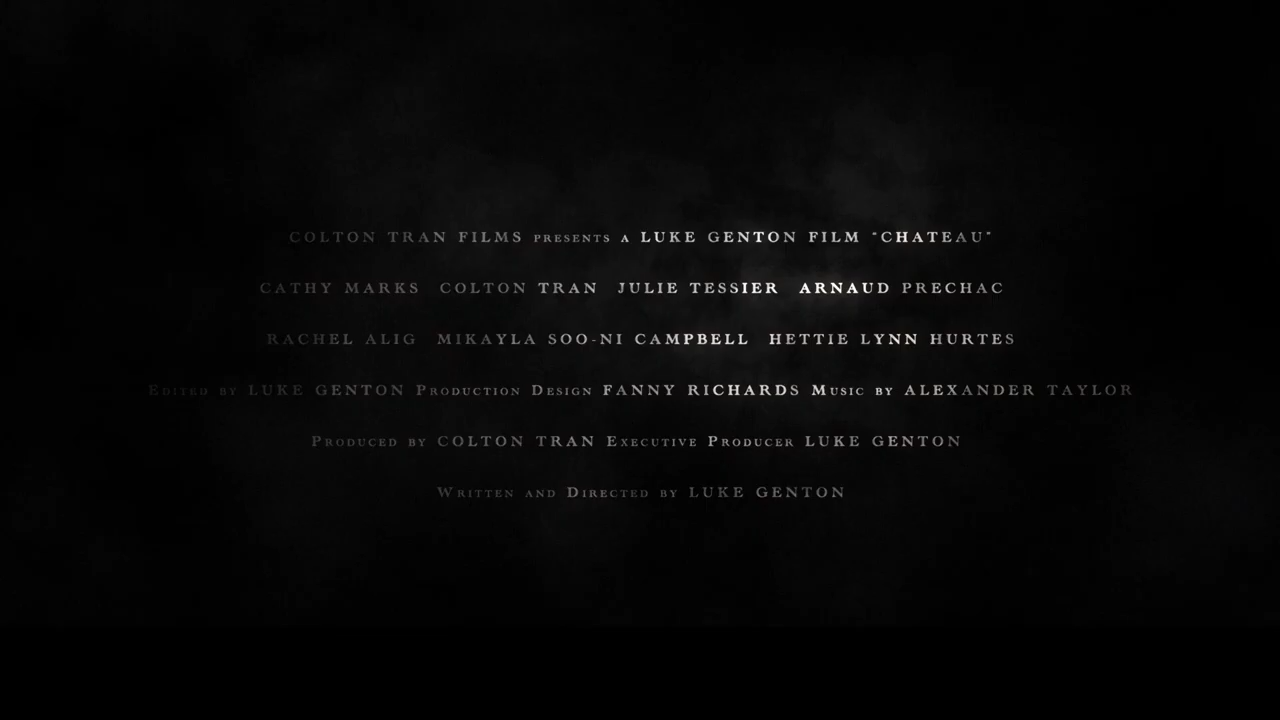 COLTON TRAN FILMS PRESENTS A LUKE GENTON FILM "CHATEAU"
CATHY MARKS COLTON TRAN JULIE TESSIER ARNAUD PRECHAC
RACHEL ALIG MIKAYLA SOO-NI CAMPBELL HETTIE LYNN HURTES
EDITED BY LUKE GENTON PRODUCTION DESIGN FANNY RICHARDS MUSIC BY ALEXANDER TAYLOR
PRODUCED BY COLTON TRAN EXECUTIVE PRODUCER LUKE GENTON
WRITTEN AND DIRECTED BY LUKE GENTON